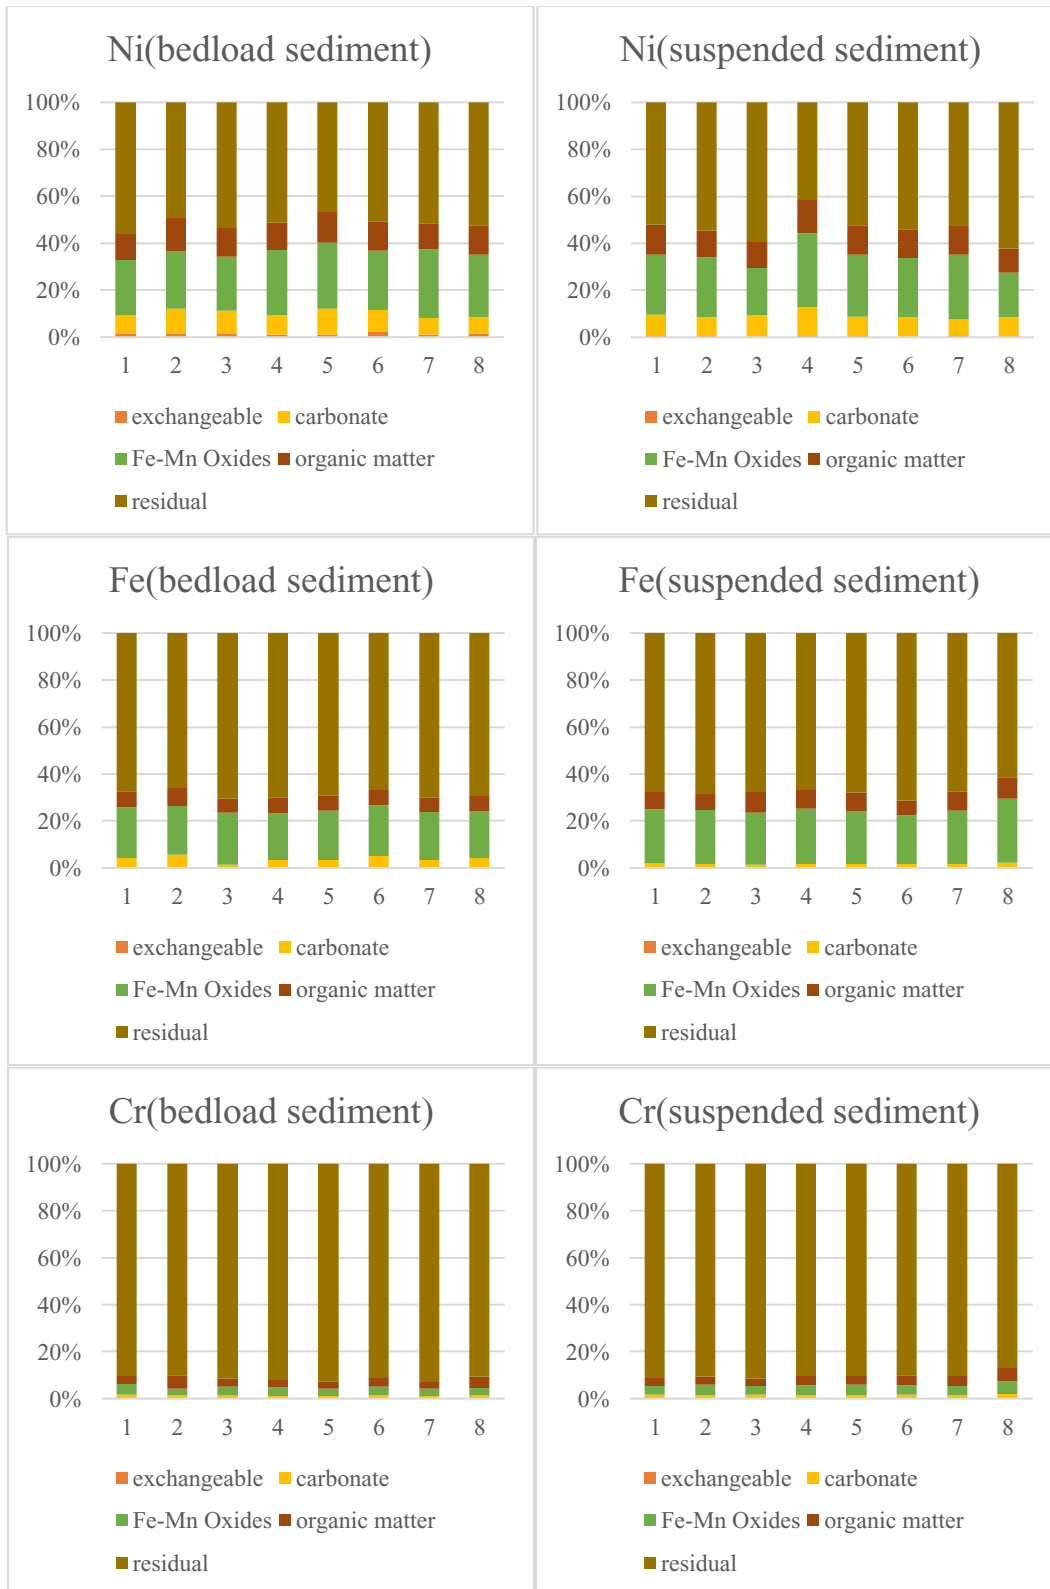 Ni(bedload sediment)
100%
80%
60%
40%
20%
0%
1 2 3 4 5 6 7 8
exchangeable carbonate
Fe-Mn Oxides organic matter
residual
Ni(suspended sediment)
100%
80%
60%
40%
20%
0%
1 2 3 4 5 6 7 8
exchangeable carbonate
Fe-Mn Oxides organic matter
residual
Fe(bedload sediment)
100%
80%
60%
40%
20%
0%
1 2 3 4 5 6 7 8
exchangeable carbonate
Fe-Mn Oxides organic matter
residual
Fe(suspended sediment)
100%
80%
60%
40%
20%
0%
1 2 3 4 5 6 7 8
exchangeable carbonate
Fe-Mn Oxides organic matter
residual
Cr(bedload sediment)
100%
80%
60%
40%
20%
0%
1 2 3 4 5 6 7 8
exchangeable carbonate
Fe-Mn Oxides organic matter
residual
Cr(suspended sediment)
100%
80%
60%
40%
20%
0%
1 2 3 4 5 6 7 8
exchangeable carbonate
Fe-Mn Oxides organic matter
residual